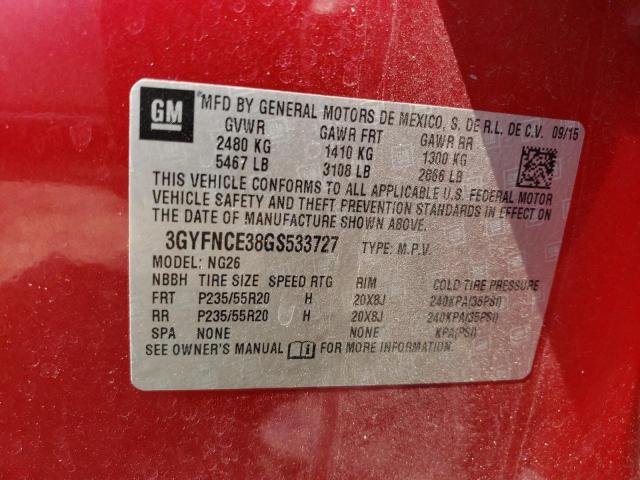 GM
MFD BY GENERAL MOTORS DE MEXICO, S. DE R.L. DE C.V. 09/15
GVWR GAWR FRT GAWR RR
2480 KG 1410 KG 1300 KG
5467 LB 3108 LB 2866 LB
THIS VEHICLE CONFORMS TO ALL APPLICABLE U.S. FEDERAL MOTOR
VEHICLE SAFETY AND THEFT PREVENTION STANDARDS IN EFFECT ON
THE DATE OF MANUFACTURE SHOWN ABOVE.
3GYFNCE38GS533727 TYPE: M.P.V.
MODEL: NG26
NBBH TIRE SIZE SPEED RTG RIM COLD TIRE PRESSURE
FRT P235/55R20 H 20X8J 240KPA(35PSI)
RR P235/55R20 H 20X8J 240KPA(35PSI)
SPA NONE NONE KPA(PSI)
SEE OWNER'S MANUAL FOR MORE INFORMATION.